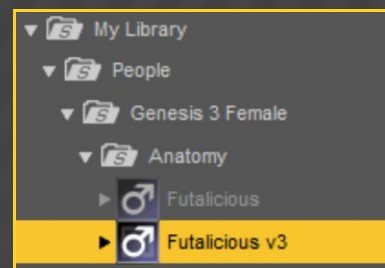 My Library
People
Genesis 3 Female
Anatomy
Futalicious
Futalicious v3